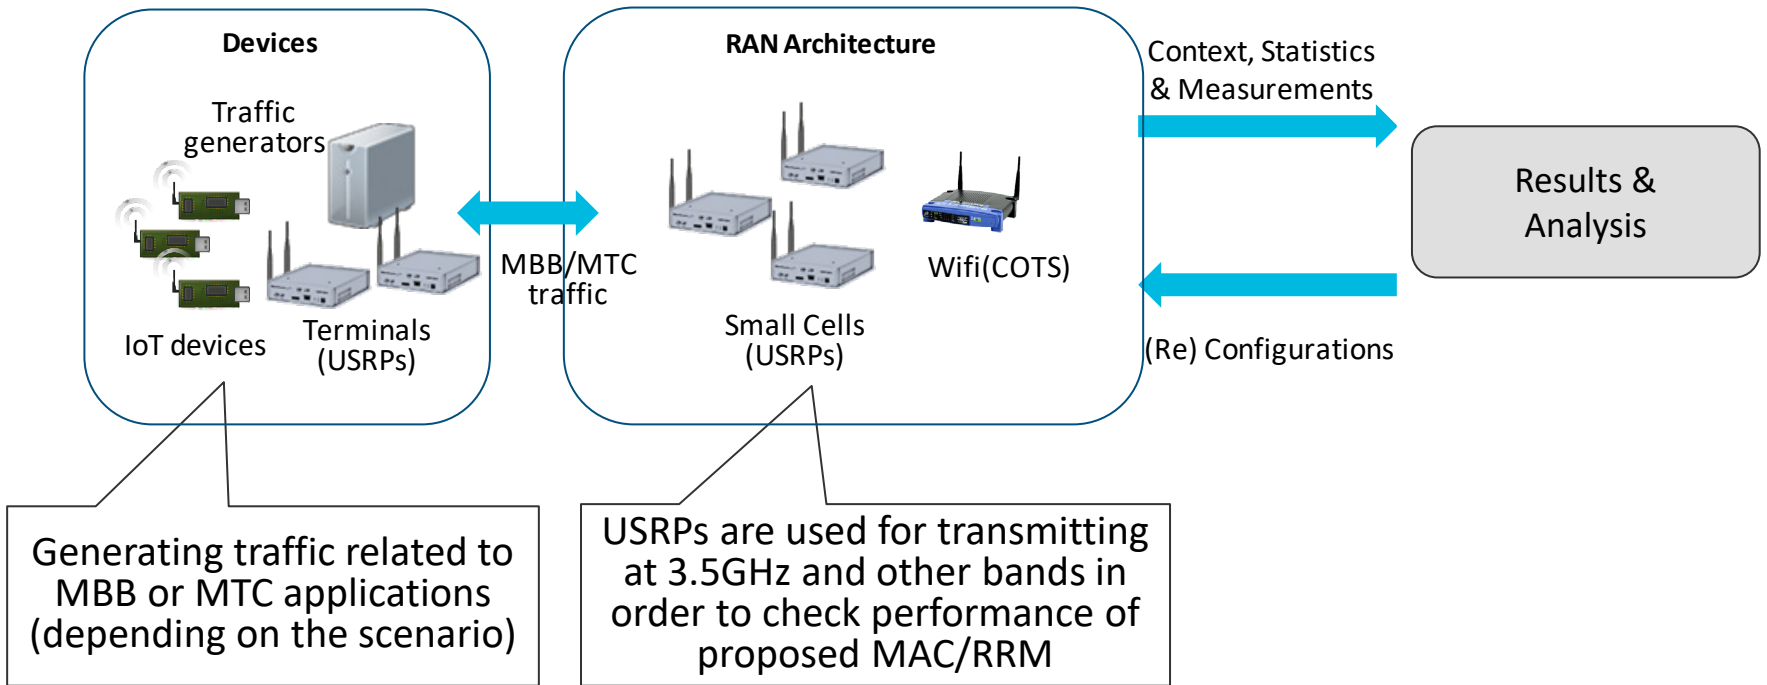 Devices
Traffic
generators
IoT devices
Terminals
(USRPs)
MBB/MTC
traffic
RAN Architecture
Wifi(COTS)
Small Cells
(USRPs)
Context, Statistics
& Measurements
(Re) Configurations
Results &
Analysis
Generating traffic related to
MBB or MTC applications
(depending on the scenario)
USRPs are used for transmitting
at 3.5GHz and other bands in
order to check performance of
proposed MAC/RRM